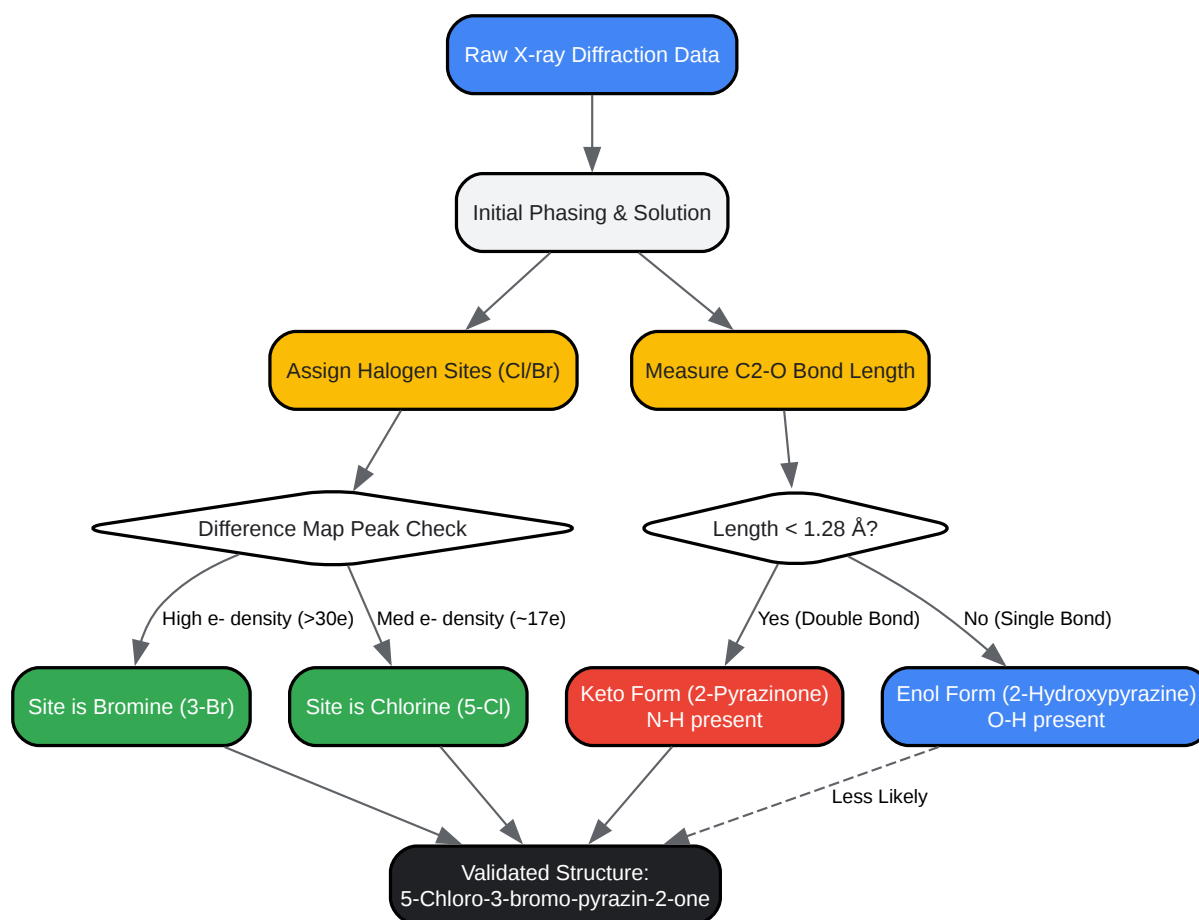 Raw X-ray Diffraction Data
Initial Phasing & Solution
Assign Halogen Sites (Cl/Br)
Measure C2-O Bond Length
Difference Map Peak Check
Length < 1.28 Å?
High e- density (>30e)
Med e- density (~17e)
Yes (Double Bond)
No (Single Bond)
Site is Bromine (3-Br)
Site is Chlorine (5-Cl)
Keto Form (2-Pyrazinone)
N-H present
Enol Form (2-Hydroxypyrazine)
O-H present
Less Likely
Validated Structure:
5-Chloro-3-bromo-pyrazin-2-one